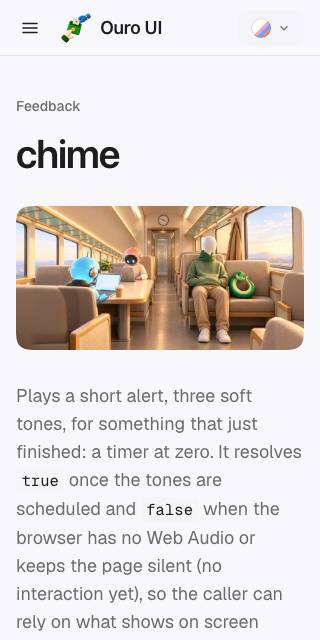 Ouro UI
Feedback
chime
Plays a short alert, three soft
tones, for something that just
finished: a timer at zero. It resolves
true once the tones are
scheduled and false when the
browser has no Web Audio or
keeps the page silent (no
interaction yet), so the caller can
rely on what shows on screen